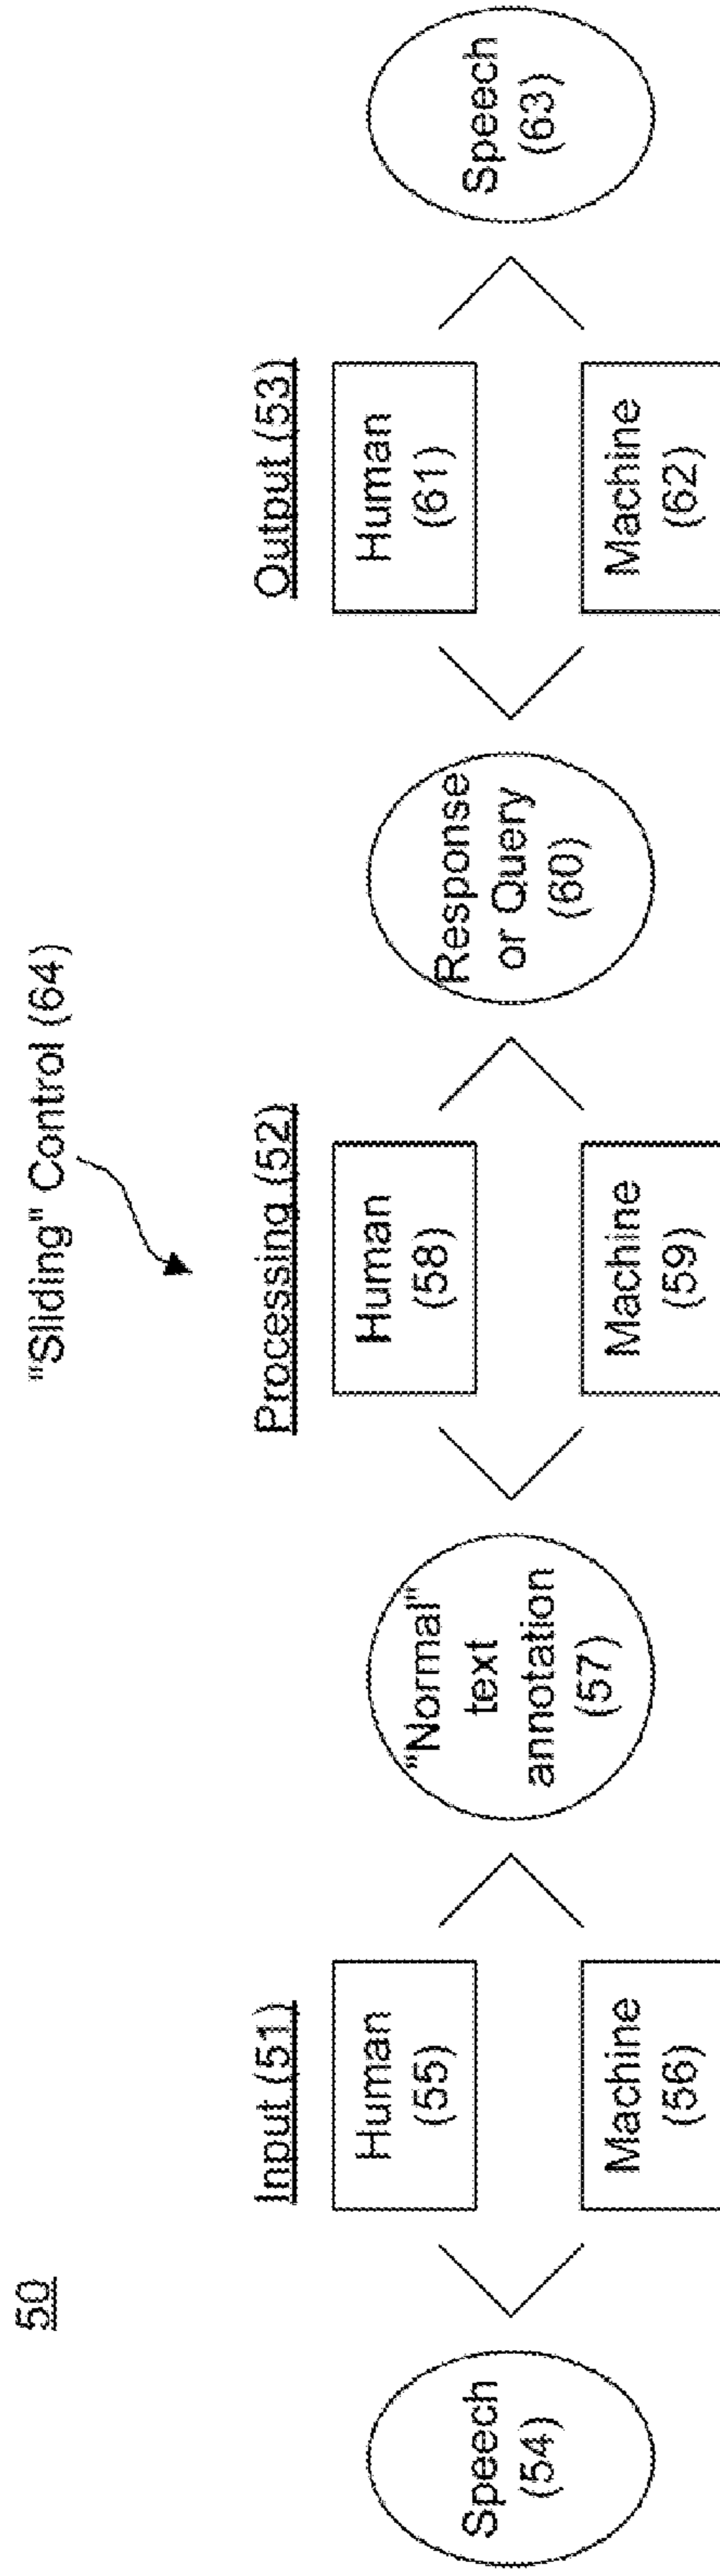 50
"Sliding" Control (64)
Input (51)
Processing (52)
Output (53)
Speech
(54)
Human
(55)
Machine
(56)
"Normal"
text
annotation
(57)
Human
(58)
Machine
(59)
Response
or Query
(60)
Human
(61)
Machine
(62)
Speech
(63)